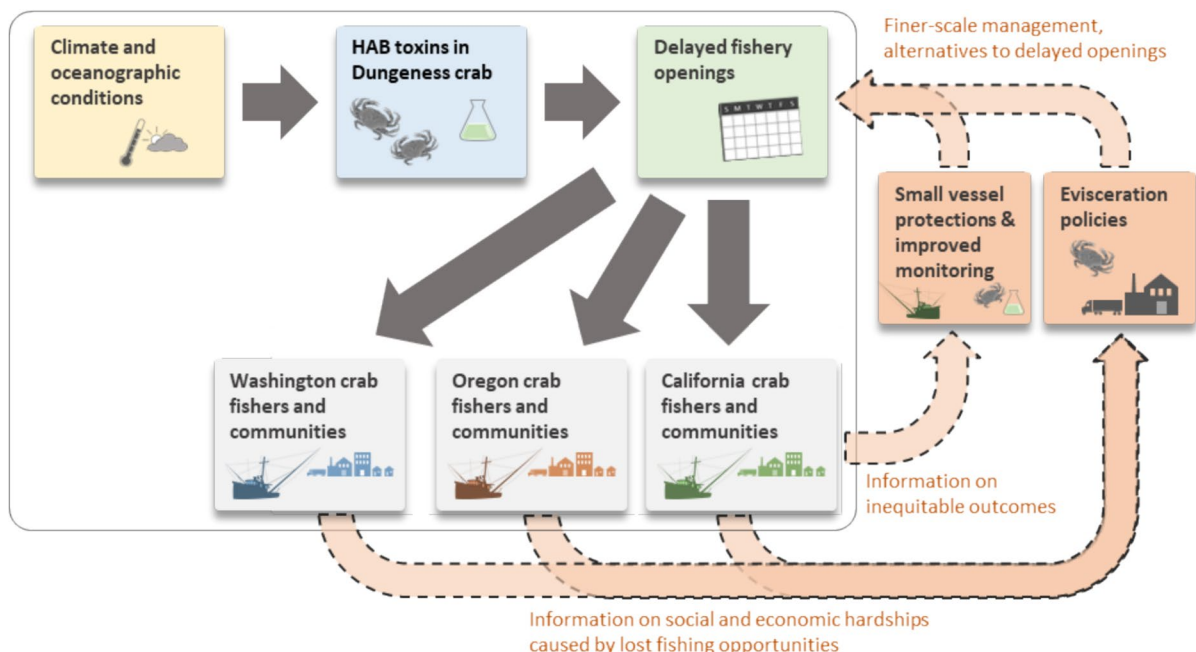 Climate and
oceanographic
conditions
HAB toxins in
Dungeness crab
Delayed fishery
openings
S M T W T F S
Finer-scale management,
alternatives to delayed openings
Small vessel
protections &
improved
monitoring
Evisceration
policies
Washington crab
fishers and
communities
Oregon crab
fishers and
communities
California crab
fishers and
communities
Information on
inequitable outcomes
Information on social and economic hardships
caused by lost fishing opportunities